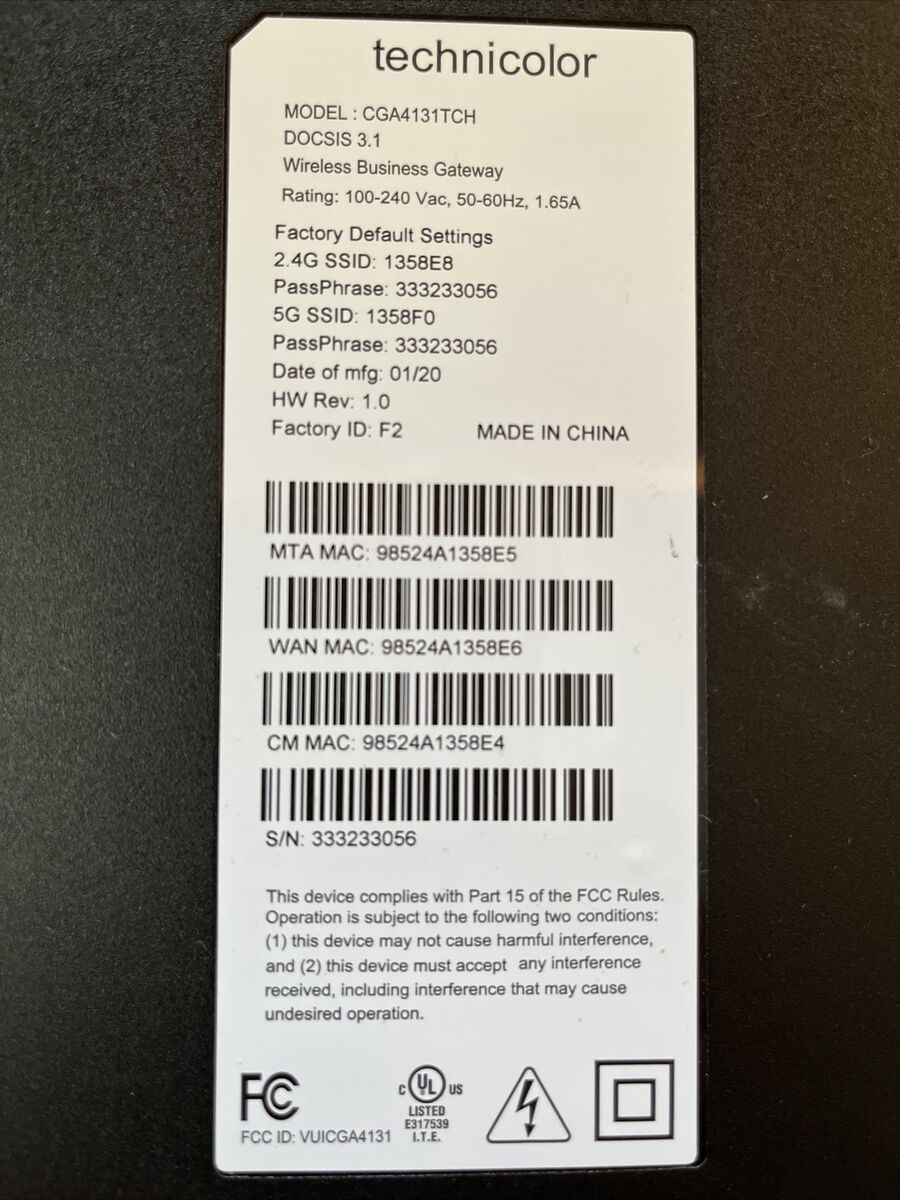 technicolor
MODEL : CGA4131TCH
DOCSIS 3.1
Wireless Business Gateway
Rating: 100-240 Vac, 50-60Hz, 1.65A
Factory Default Settings
2.4G SSID: 1358E8
PassPhrase: 333233056
5G SSID: 1358F0
PassPhrase: 333233056
Date of mfg: 01/20
HW Rev: 1.0
Factory ID: F2 MADE IN CHINA
MTA MAC: 98524A1358E5
WAN MAC: 98524A1358E6
CM MAC: 98524A1358E4
S/N: 333233056
This device complies with Part 15 of the FCC Rules.
Operation is subject to the following two conditions:
(1) this device may not cause harmful interference,
and (2) this device must accept any interference
received, including interference that may cause
undesired operation.
FC
FCC ID: VUICGA4131
C UL US
LISTED
E317539
I.T.E.